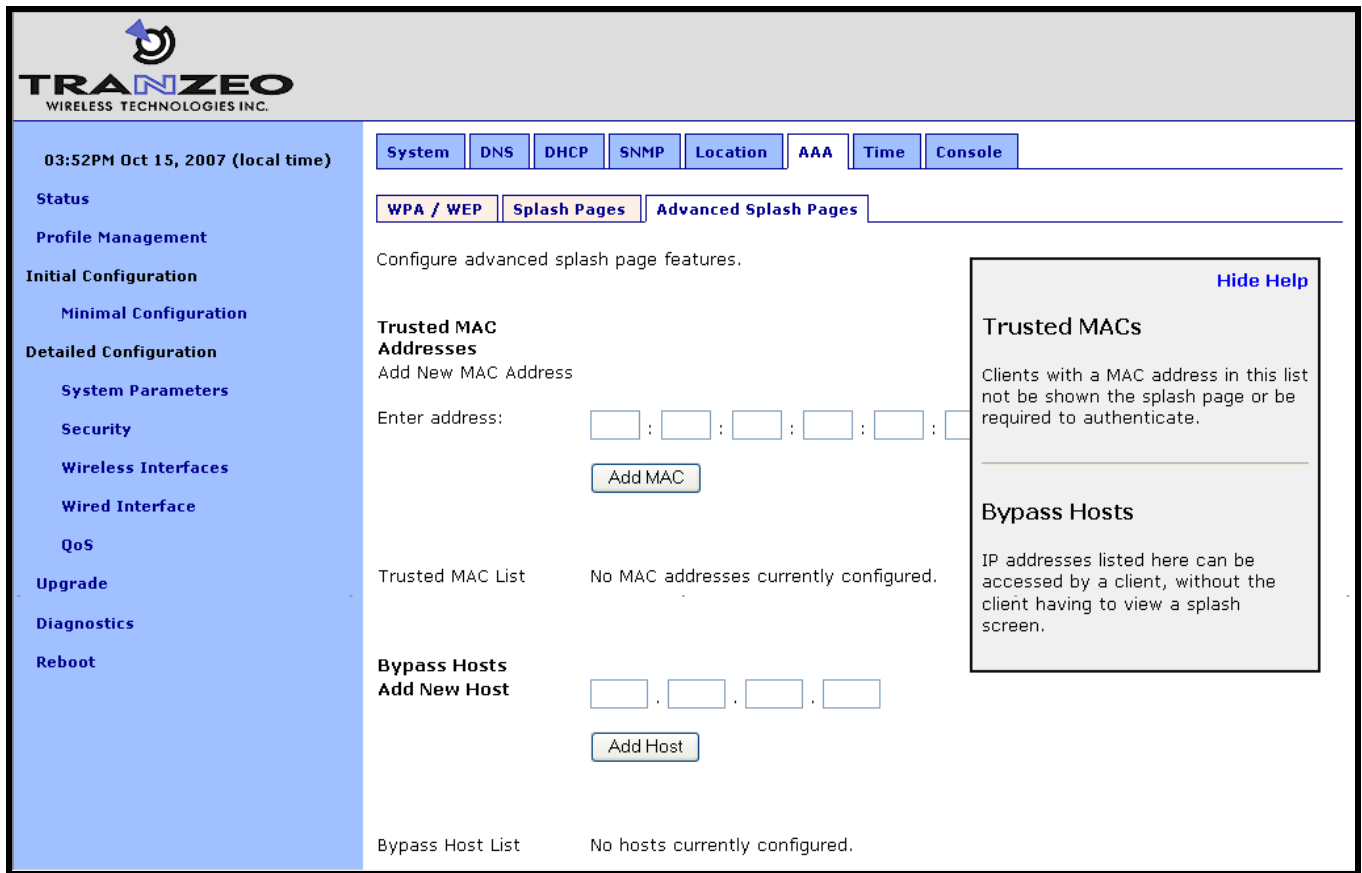 TRANZEO
WIRELESS TECHNOLOGIES INC.
03:52PM Oct 15, 2007 (local time)
Status
Profile Management
Initial Configuration
Minimal Configuration
Detailed Configuration
System Parameters
Security
Wireless Interfaces
Wired Interface
QoS
Upgrade
Diagnostics
Reboot
System DNS DHCP SNMP Location AAA Time Console
WPA / WEP Splash Pages Advanced Splash Pages
Configure advanced splash page features.
Trusted MAC
Addresses
Add New MAC Address
Enter address: : : : : :
Add MAC
Trusted MAC List No MAC addresses currently configured.
Bypass Hosts
Add New Host . . .
Add Host
Bypass Host List No hosts currently configured.
Hide Help
Trusted MACs
Clients with a MAC address in this list
not be shown the splash page or be
required to authenticate.
Bypass Hosts
IP addresses listed here can be
accessed by a client, without the
client having to view a splash
screen.